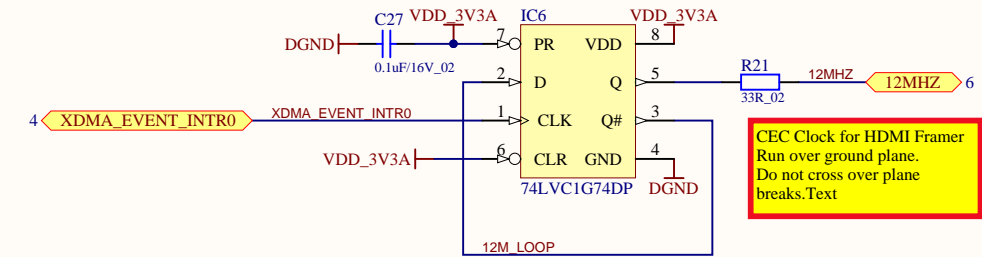 C27
VDD_3V3A
IC6
VDD_3V3A
DGND
0.1uF/16V_02
7
PR
VDD
8
2
D
Q
5
R21
33R_02
12MHZ
12MHZ
6
4
XDMA_EVENT_INTR0
XDMA_EVENT_INTR0
1
CLK
Q#
3
VDD_3V3A
6
CLR
GND
4
74LVC1G74DP
DGND
CEC Clock for HDMI Framer
Run over ground plane.
Do not cross over plane
breaks.Text
12M_LOOP